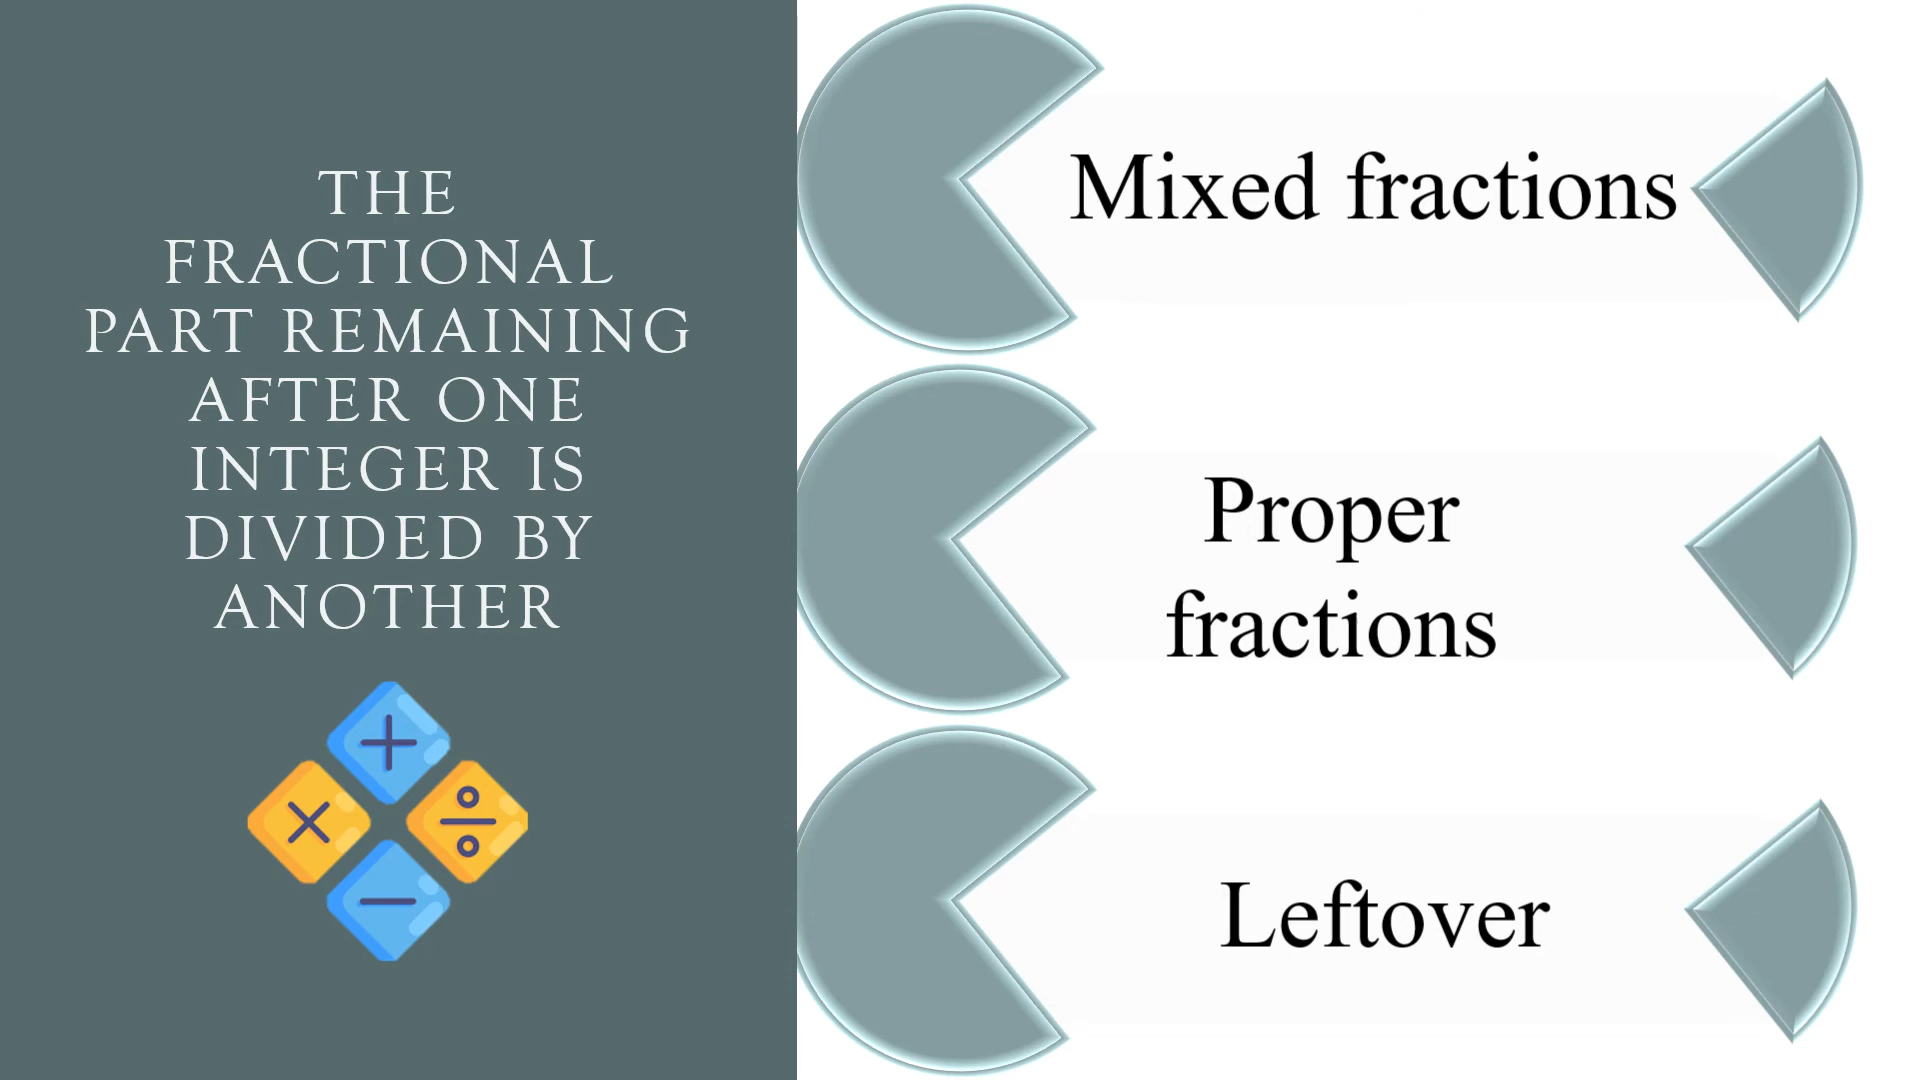 THE
FRACTIONAL
PART REMAINING
AFTER ONE
INTEGER IS
DIVIDED BY
ANOTHER
Mixed fractions
Proper
fractions
Leftover